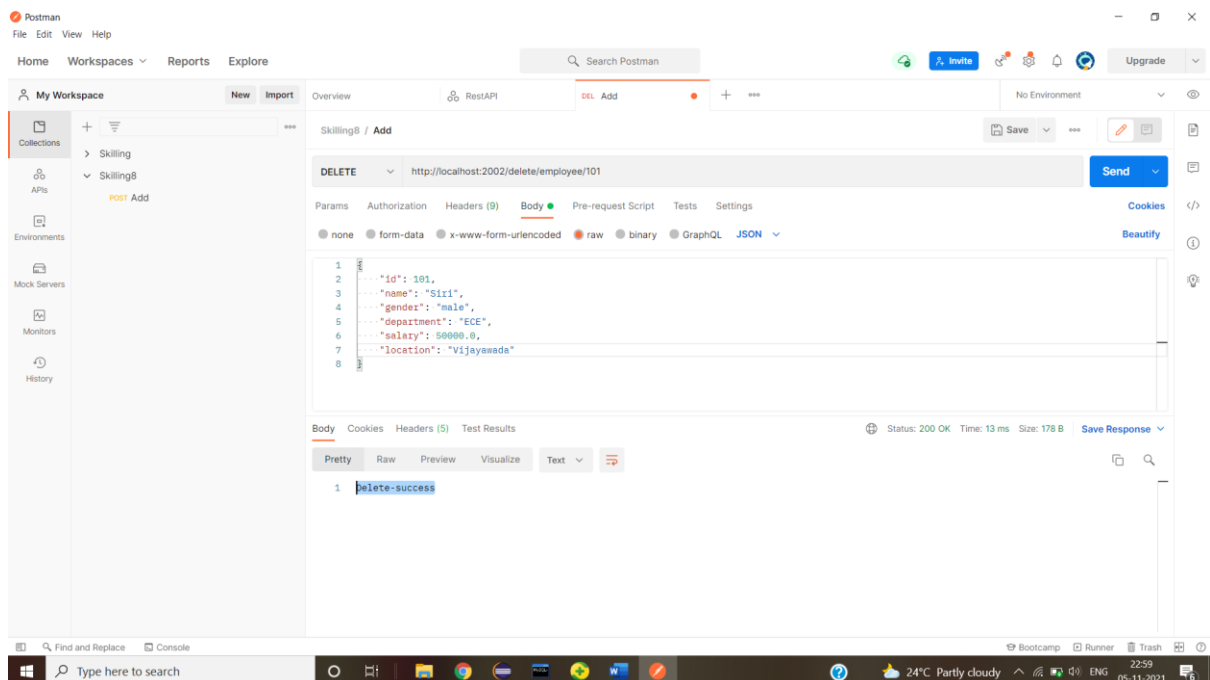 Postman
File Edit View Help
Home Workspaces Reports Explore Search Postman Invite Upgrade
My Workspace New Import Overview RestAPI DEL Add No Environment
Collections
APIs
Environments
Mock Servers
Monitors
History
Skilling
Skilling8
POST Add
Skilling8 / Add Save
DELETE http://localhost:2002/delete/employee/101 Send
Params Authorization Headers (9) Body Pre-request Script Tests Settings Cookies
none form-data x-www-form-urlencoded raw binary GraphQL JSON Beautify
1 {
2 "id": 101,
3 "name": "Siri",
4 "gender": "male",
5 "department": "ECE",
6 "salary": 50000.0,
7 "location": "Vijayawada"
8 }
Body Cookies Headers (5) Test Results Status: 200 OK Time: 13 ms Size: 178 B Save Response
Pretty Raw Preview Visualize Text
1 Delete-success
Find and Replace Console Bootcamp Runner Trash
Type here to search 24°C Partly cloudy ENG 22:59
05-11-2021